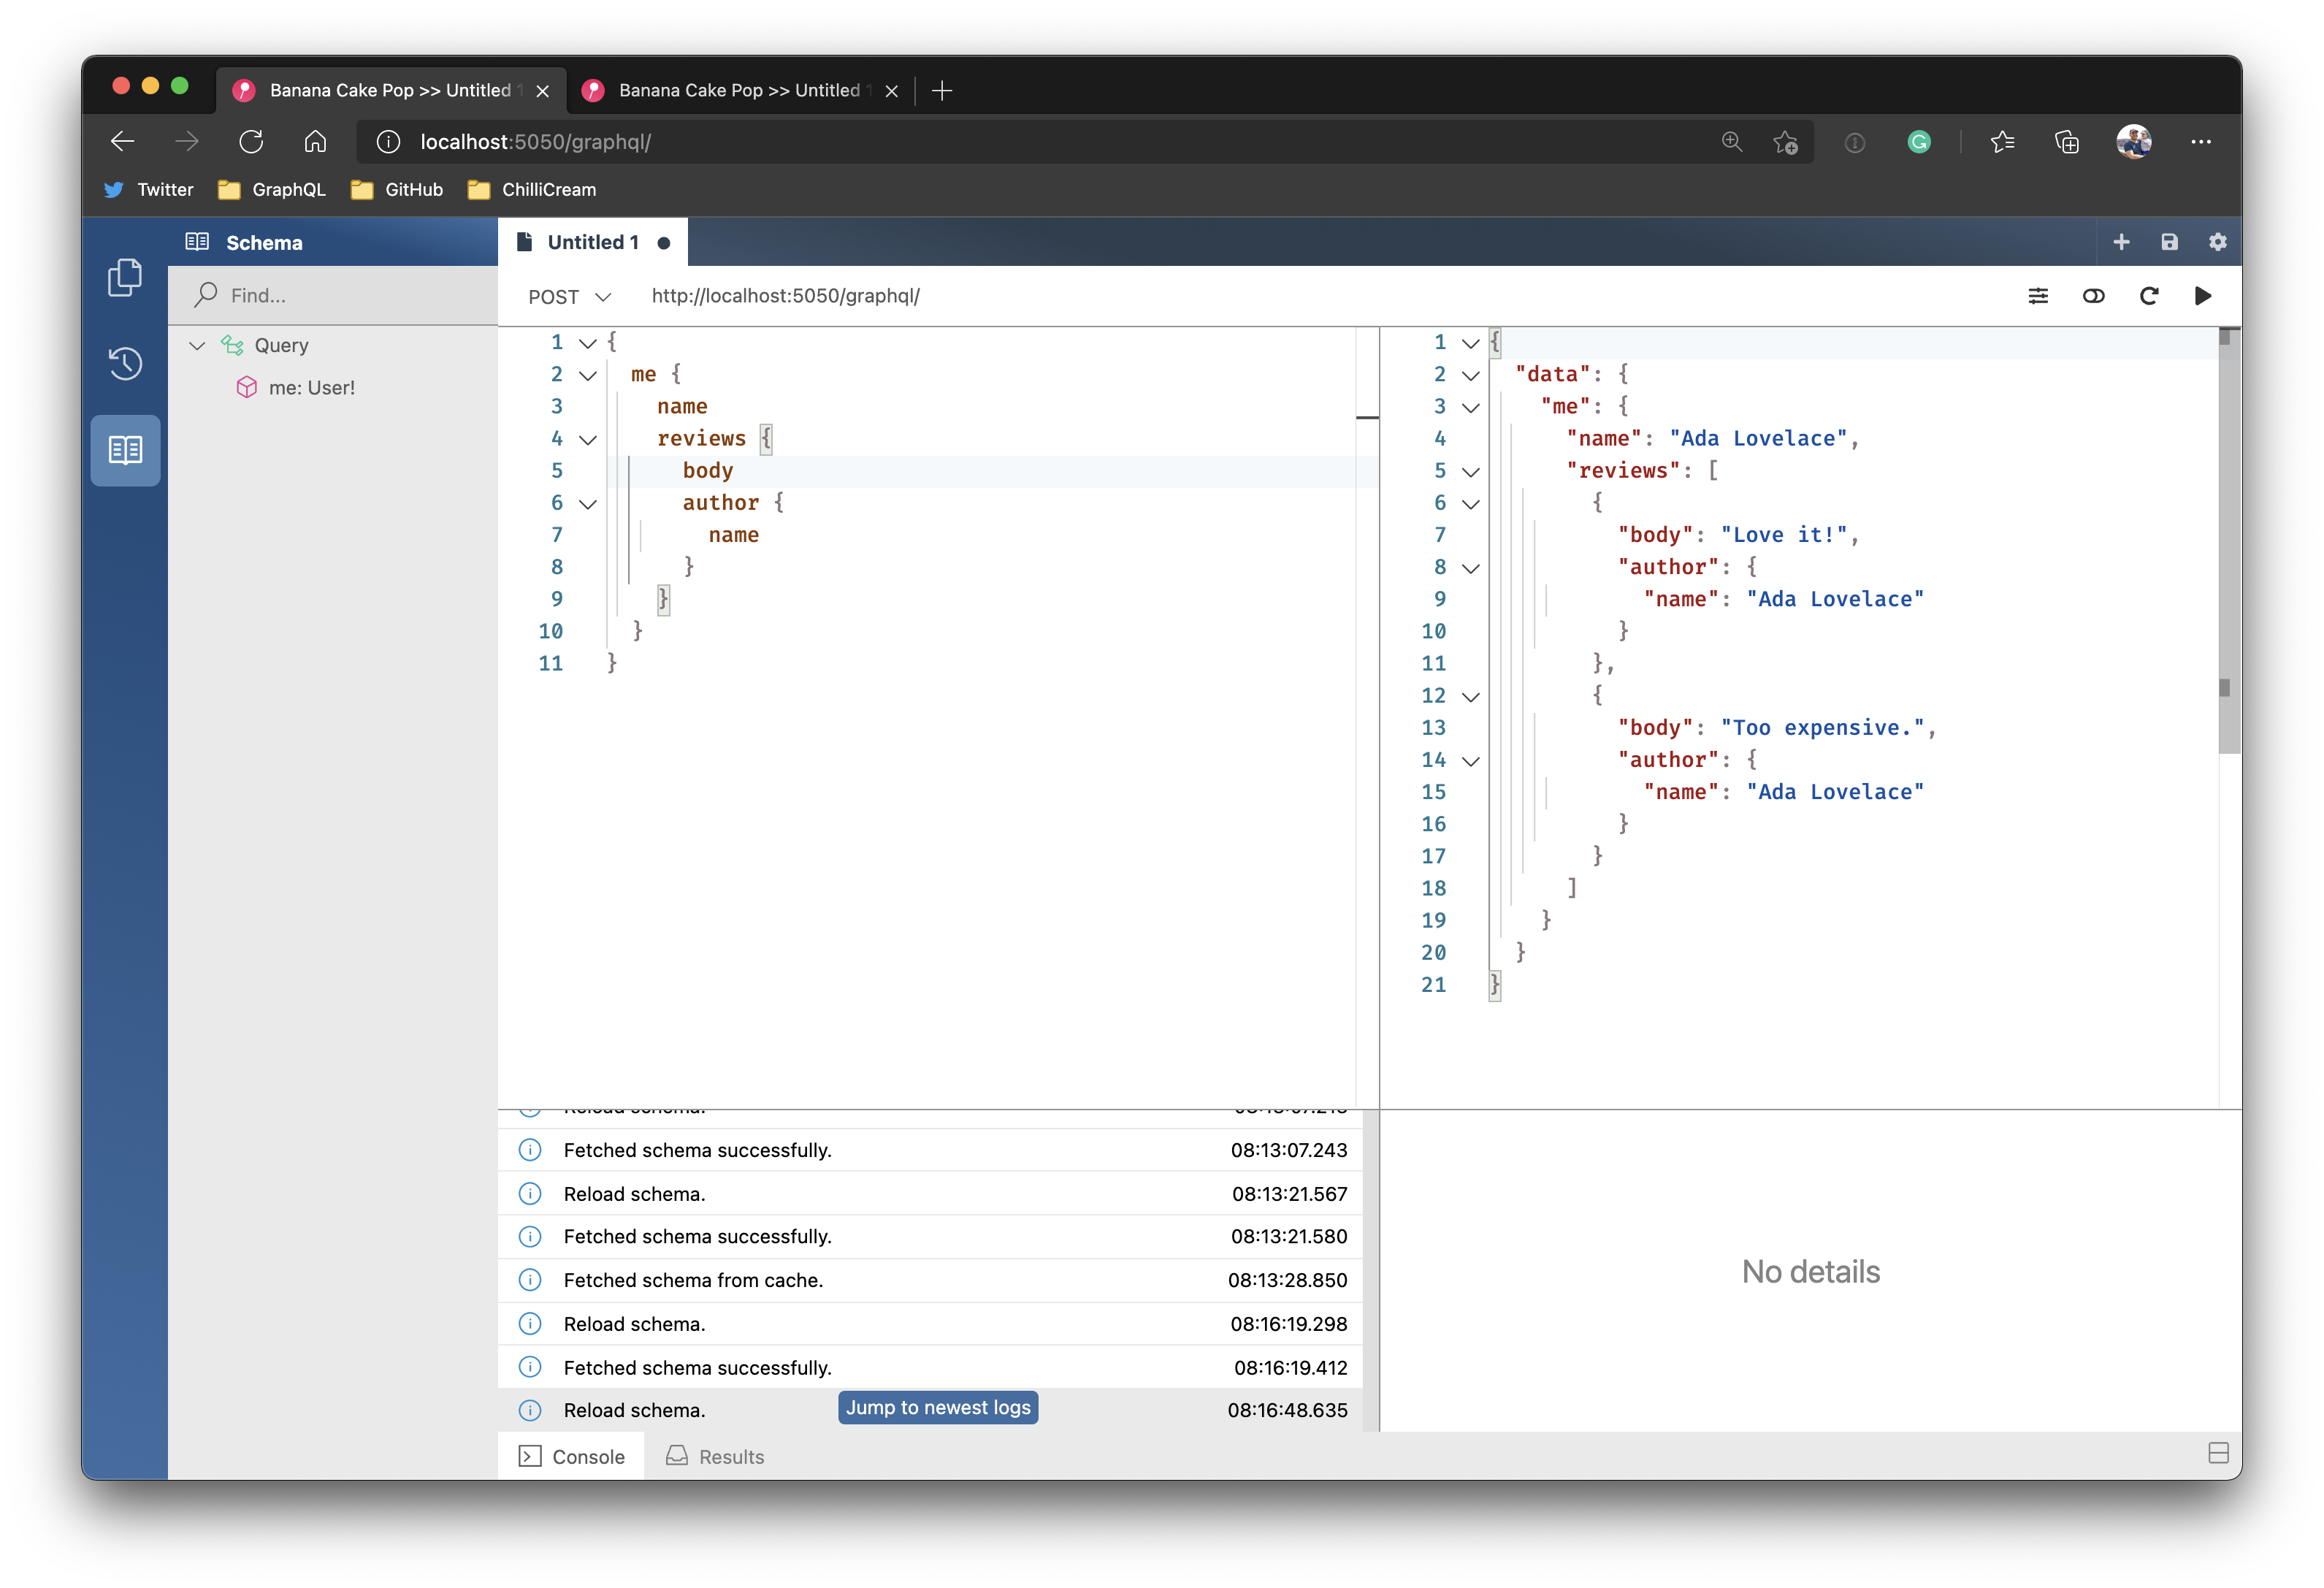 Banana Cake Pop >> Untitled 1
Banana Cake Pop >> Untitled 1
localhost:5050/graphql/
Twitter GraphQL GitHub ChilliCream
Schema
Find...
Query
me: User!
Untitled 1
POST http://localhost:5050/graphql/
1 {
2 me {
3 name
4 reviews {
5 body
6 author {
7 name
8 }
9 }
10 }
11 }
1 {
2 "data": {
3 "me": {
4 "name": "Ada Lovelace",
5 "reviews": [
6 {
7 "body": "Love it!",
8 "author": {
9 "name": "Ada Lovelace"
10 }
11 },
12 {
13 "body": "Too expensive.",
14 "author": {
15 "name": "Ada Lovelace"
16 }
17 }
18 ]
19 }
20 }
21 }
Reload schema.
Fetched schema successfully. 08:13:07.243
Reload schema. 08:13:21.567
Fetched schema successfully. 08:13:21.580
Fetched schema from cache. 08:13:28.850
Reload schema. 08:16:19.298
Fetched schema successfully. 08:16:19.412
Reload schema. Jump to newest logs 08:16:48.635
No details
Console Results